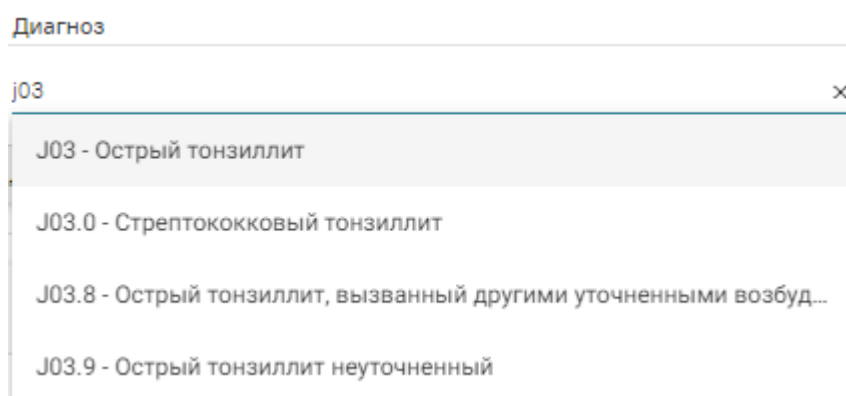 Диагноз
j03
J03 - Острый тонзиллит
J03.0 - Стрептококковый тонзиллит
J03.8 - Острый тонзиллит, вызванный другими уточненными возбуд...
J03.9 - Острый тонзиллит неуточненный